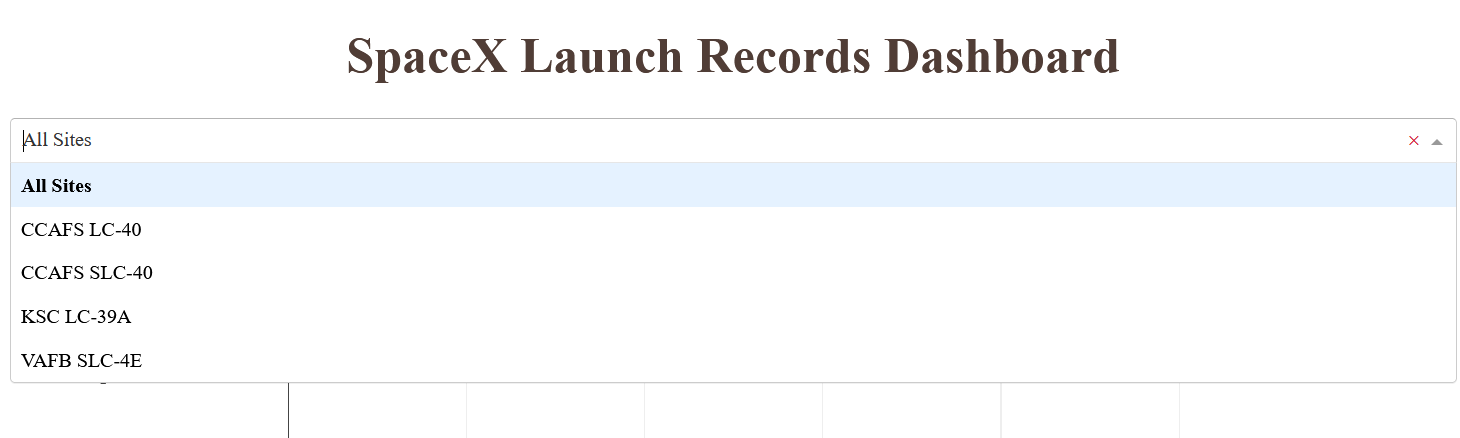 SpaceX Launch Records Dashboard
All Sites
All Sites
CCAFS LC-40
CCAFS SLC-40
KSC LC-39A
VAFB SLC-4E